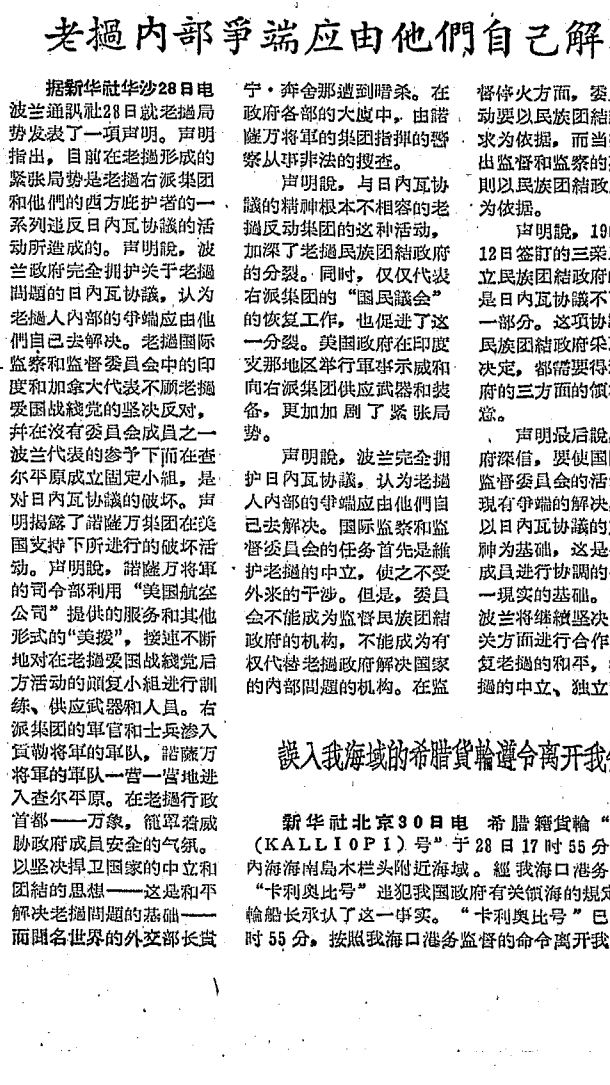 老撾内部爭端应由他們自己解
据新华社华沙28日电
波兰通訊社28日就老撾局
势发表了一項声明。声明
指出，目前在老撾形成的
紧张局势是老撾右派集团
和他們的西方庇护者的一
系列違反日內瓦协議的活
动所造成的。声明說，波
兰政府完全拥护关于老撾
問題的日內瓦协議，认为
老撾人內部的爭端应由他
們自己去解决。老撾国际
监察和监督委員会中的印
度和加拿大代表不顾老撾
爱国战綫党的坚决反对，
幷在沒有委員会成員之一
波兰代表的参予下而在查
尔平原成立固定小組，是
对日內瓦协議的破坏。声
明揭露了諾薩万集团在美
国支持下所进行的破坏活
动。声明說，諾薩万将軍
的司令部利用“美国航空
公司”提供的服务和其他
形式的“美援”，接連不断
地对在老撾爱国战綫党后
方活动的顚复小組进行訓
練、供应武器和人員。右
派集团的軍官和士兵滲入
貢勒将軍的軍队，諾薩万
将軍的軍队一营一营地进
入查尔平原。在老撾行政
首都——万象，籠罩着威
胁政府成員安全的气氛。
以坚决捍卫国家的中立和
团結的思想——这是和平
解决老撾問題的基础——
而聞名世界的外交部长貴
宁·奔舍那遭到暗杀。在
政府各部的大廈中，由諾
薩万将軍的集团指揮的警
察从事非法的搜查。
声明說，与日內瓦协
議的精神根本不相容的老
撾反动集团的这种活动，
加深了老撾民族团結政府
的分裂。同时，仅仅代表
右派集团的“国民議会”
的恢复工作，也促进了这
一分裂。美国政府在印度
支那地区举行軍事示威和
向右派集团供应武器和装
备，更加加剧了紧张局
势。
声明說，波兰完全拥
护日內瓦协議，认为老撾
人內部的爭端应由他們自
己去解决。国际监察和监
督委員会的任务首先是維
护老撾的中立，使之不受
外来的干涉。但是，委員
会不能成为监督民族团結
政府的机构，不能成为有
权代替老撾政府解决国家
的內部問題的机构。在监
督停火方面，委
动要以民族团結
求为依据，而当
出监督和监察的
則以民族团結政
为依据。
声明說，19
12日签訂的三亲
立民族团結政府
是日內瓦协議不
一部分。这項协
民族团結政府采
决定，都需要得
府的三方面的
意。
声明最后說
府深信，要使国
监督委員会的活
现有爭端的解决
以日內瓦协議的
神为基础，这是
成員进行协調的
一现实的基础。
波兰将継續坚决
关方面进行合作
复老撾的和平，
撾的中立、独立
誤入我海域的希腊貨輪遵令离开我
新华社北京30日电 希腊籍貨輪“
(KALLIOPI) 号”于28日17时55分
內海海南島木栏头附近海域。經我海口港务
“卡利奥比号”违犯我国政府有关领海的規定
輪船长承认了这一事实。“卡利奥比号”已
时55分，按照我海口港务监督的命令离开我